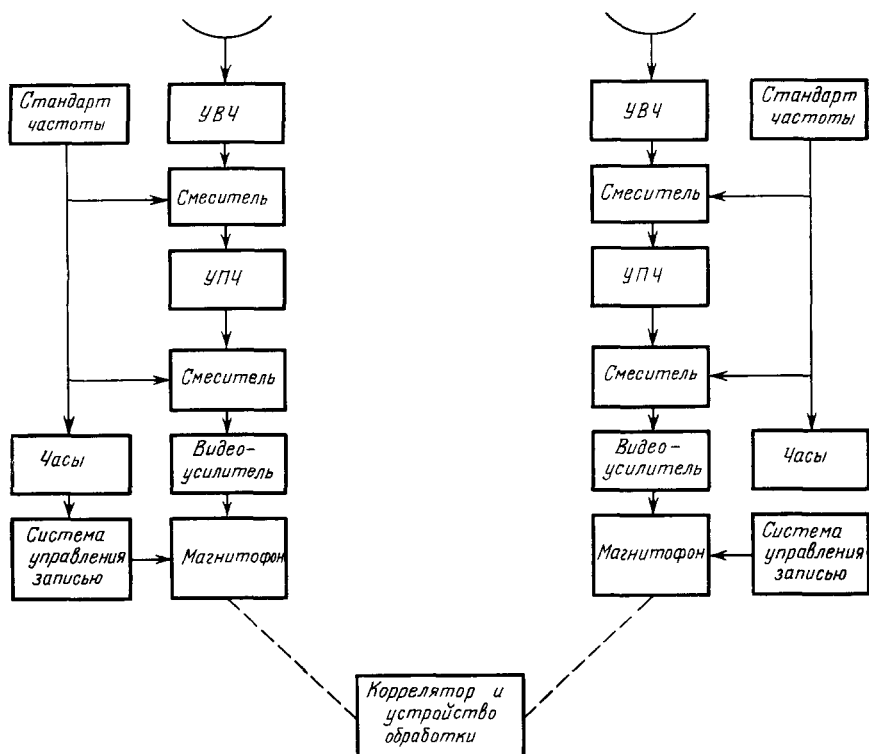 Стандарт
частоты
УВЧ
Смеситель
УПЧ
Смеситель
Часы
Видео-
усилитель
Система
управления
записью
Магнитофон
УВЧ
Стандарт
частоты
Смеситель
УПЧ
Смеситель
Видео-
усилитель
Часы
Магнитофон
Система
управления
записью
Коррелятор и
устройство
обработки